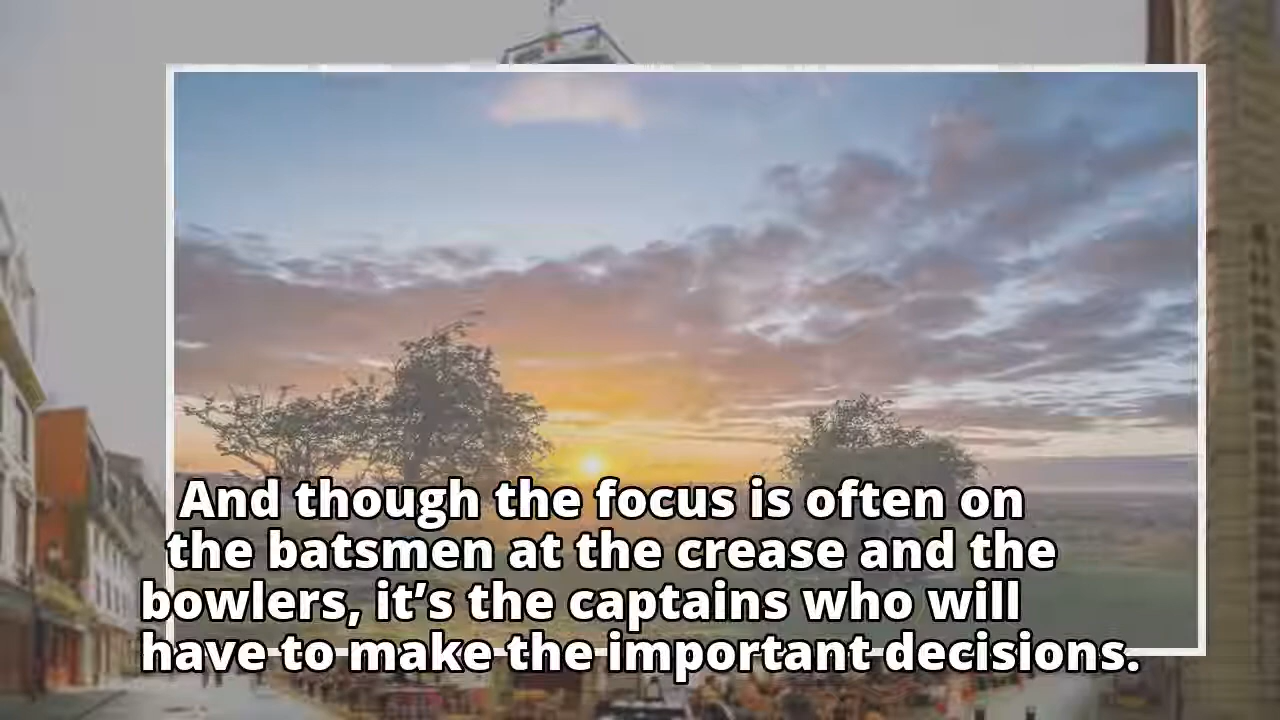 And though the focus is often on
the batsmen at the crease and the
bowlers, it’s the captains who will
have to make the important decisions.